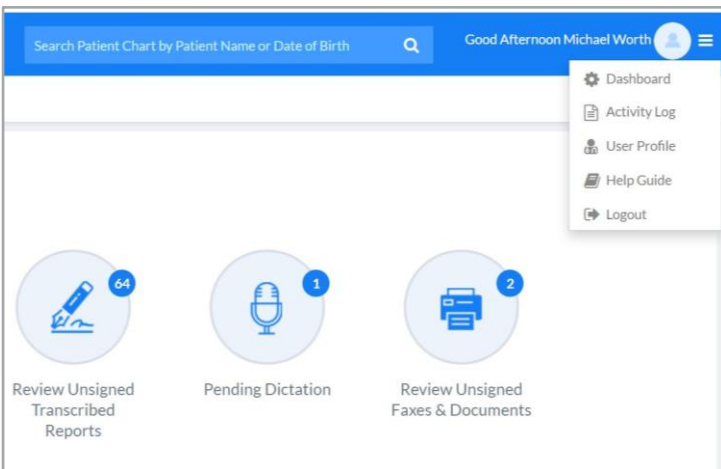 Search Patient Chart by Patient Name or Date of Birth
Good Afternoon Michael Worth
Dashboard
Activity Log
User Profile
Help Guide
Logout
64
1
2
Review Unsigned
Transcribed
Reports
Pending Dictation
Review Unsigned
Faxes & Documents